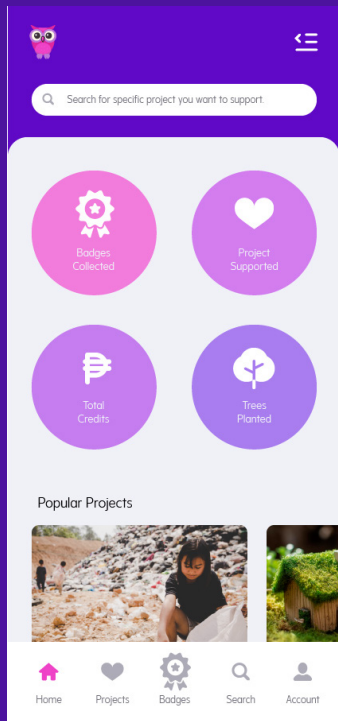 Search for specific project you want to support.
Badges
Collected
Project
Supported
Total
Credits
Trees
Planted
Popular Projects
Home
Projects
Badges
Search
Account